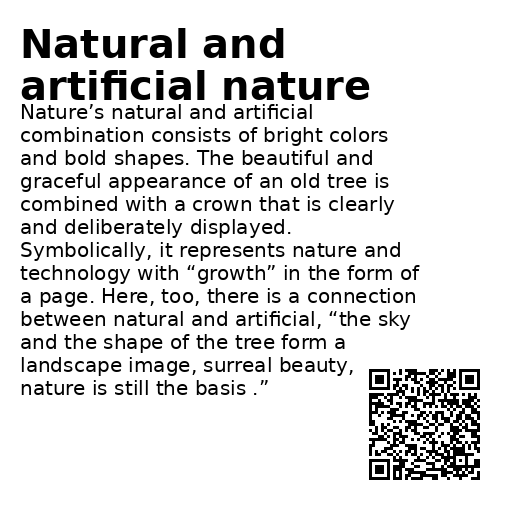 Natural and
artificial nature
Nature’s natural and artificial
combination consists of bright colors
and bold shapes. The beautiful and
graceful appearance of an old tree is
combined with a crown that is clearly
and deliberately displayed.
Symbolically, it represents nature and
technology with “growth” in the form of
a page. Here, too, there is a connection
between natural and artificial, “the sky
and the shape of the tree form a
landscape image, surreal beauty,
nature is still the basis .”